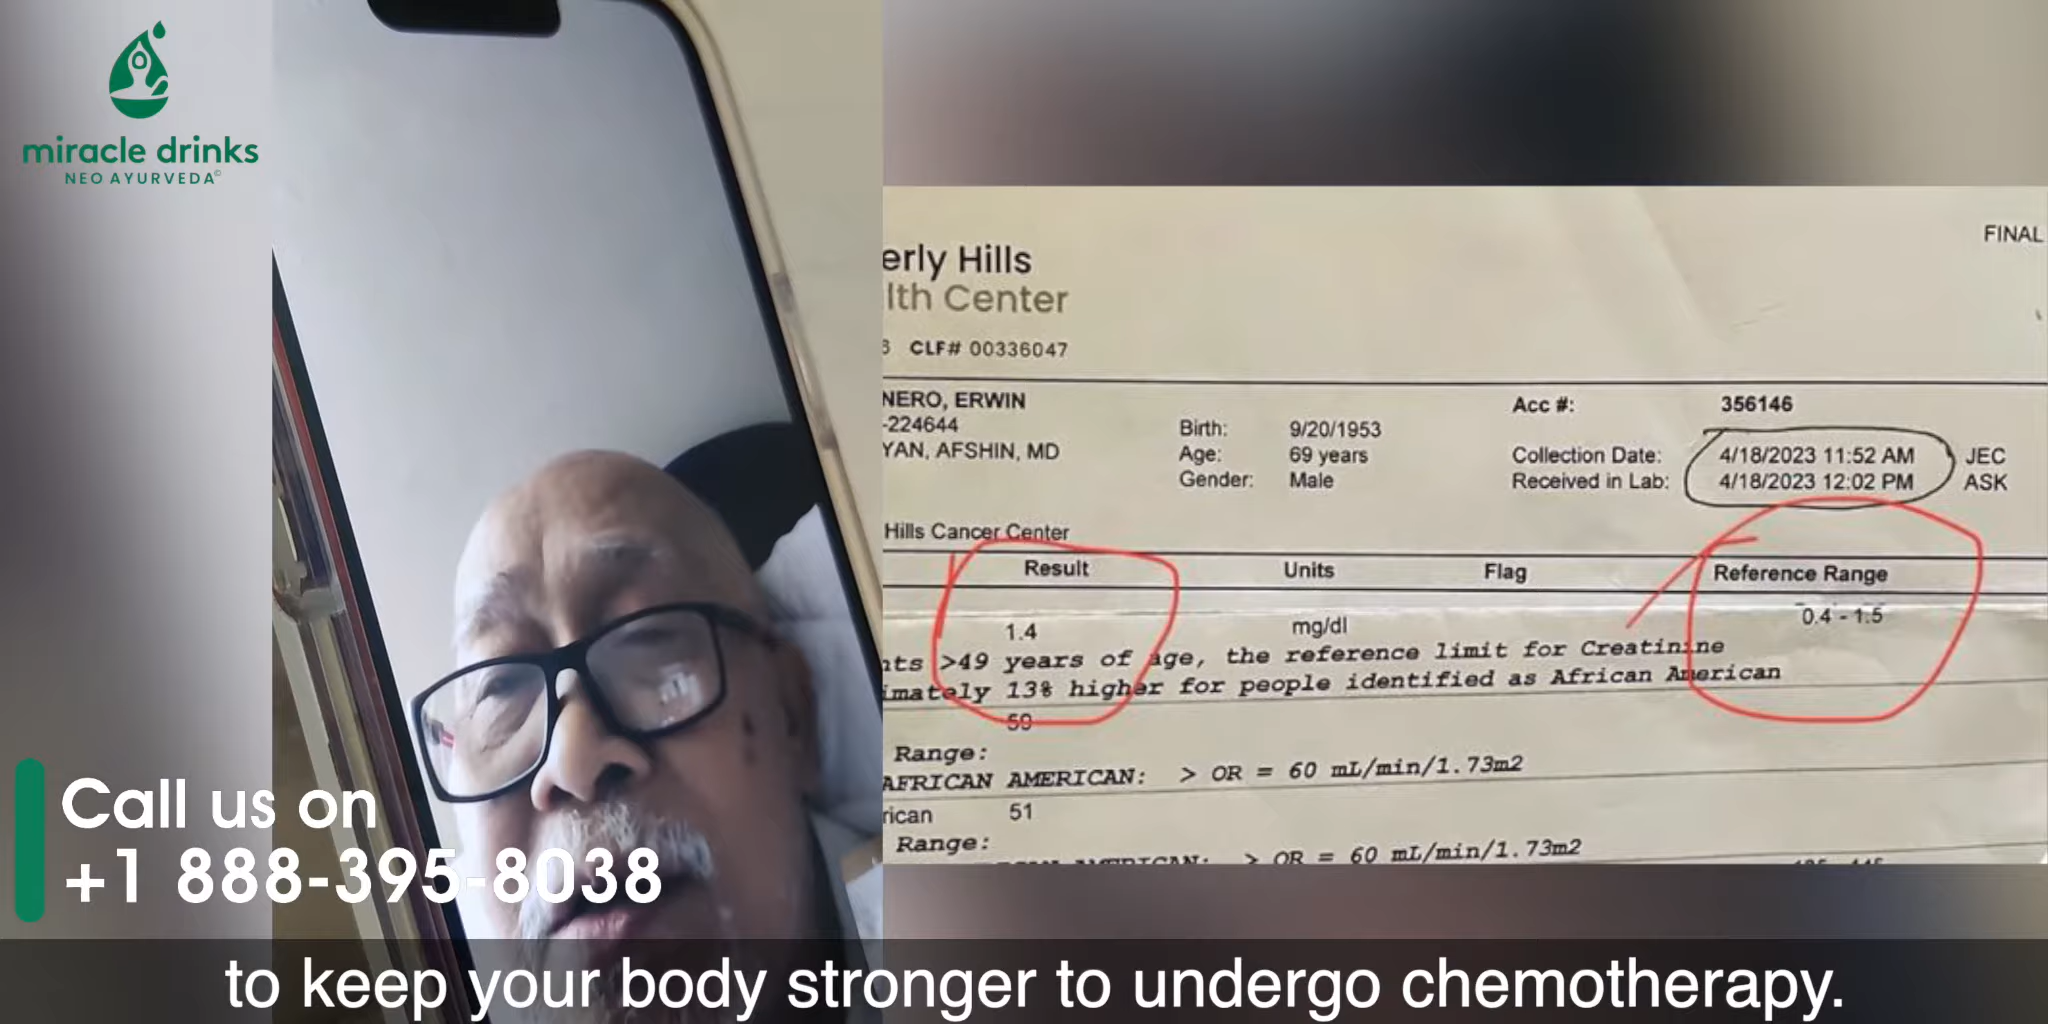 miracle drinks
NEO AYURVEDA©
FINAL
erly Hills
lth Center
CLF# 00336047
NERO, ERWIN
-224644
YAN, AFSHIN, MD
Birth: 9/20/1953
Age: 69 years
Gender: Male
Acc #: 356146
Collection Date: 4/18/2023 11:52 AM JEC
Received in Lab: 4/18/2023 12:02 PM ASK
Hills Cancer Center
Result Units Flag Reference Range
1.4 mg/dl 0.4 - 1.5
nts >49 years of age, the reference limit for Creatinine
imately 13% higher for people identified as African American
59
Range:
AFRICAN AMERICAN: > OR = 60 mL/min/1.73m2
rican 51
Range:
> OR = 60 mL/min/1.73m2
Call us on
+1 888-395-8038
to keep your body stronger to undergo chemotherapy.